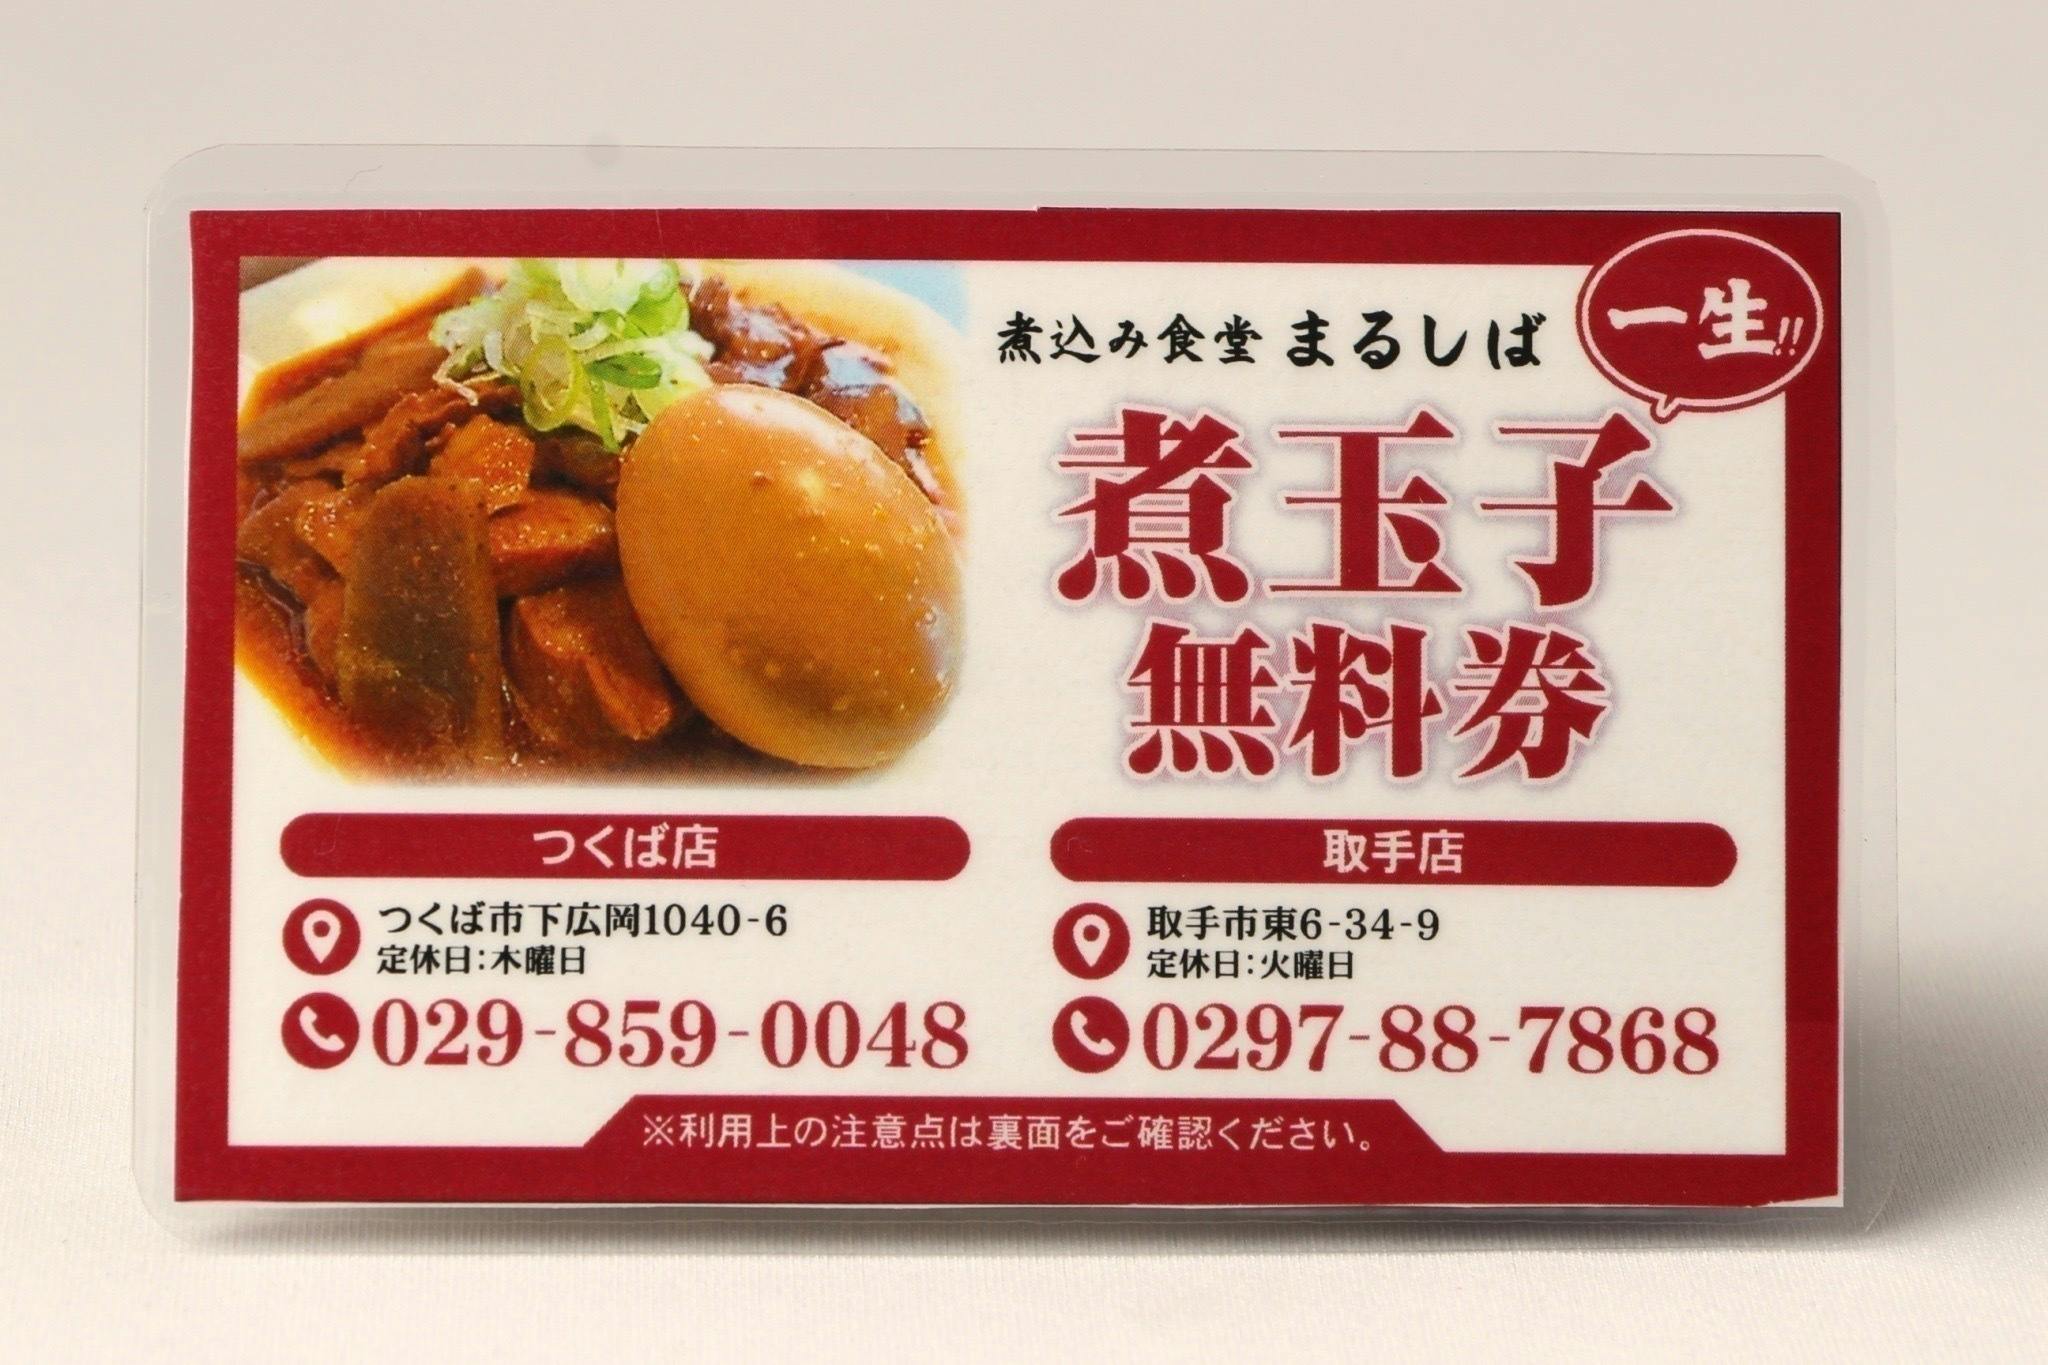 煮込み食堂 まるしば
一生!!
煮玉子
無料券
つくば店
つくば市下広岡1040-6
定休日:木曜日
029-859-0048
取手店
取手市東6-34-9
定休日:火曜日
0297-88-7868
※利用上の注意点は裏面をご確認ください。